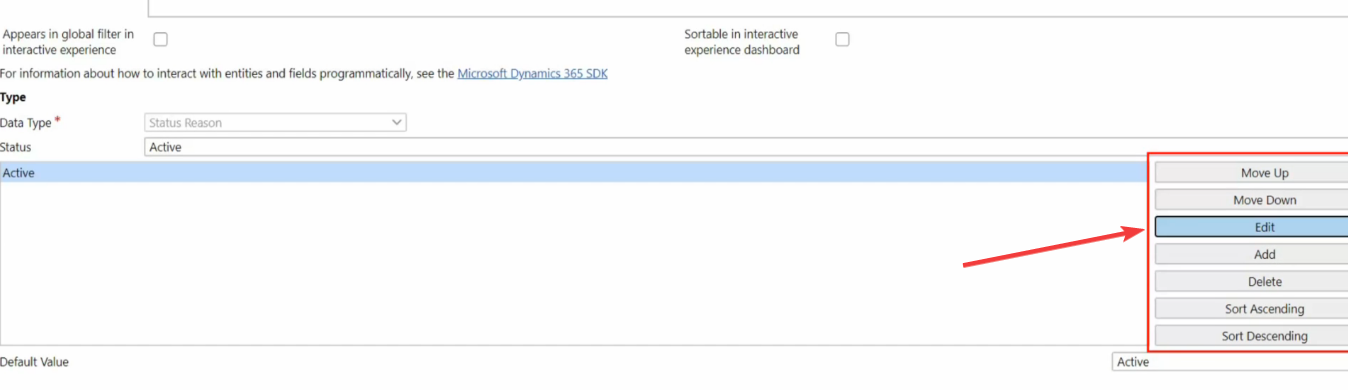 Appears in global filter in
interactive experience
Sortable in interactive
experience dashboard
For information about how to interact with entities and fields programmatically, see the Microsoft Dynamics 365 SDK
Type
Data Type *
Status Reason
Status
Active
Active
Move Up
Move Down
Edit
Add
Delete
Sort Ascending
Sort Descending
Default Value
Active